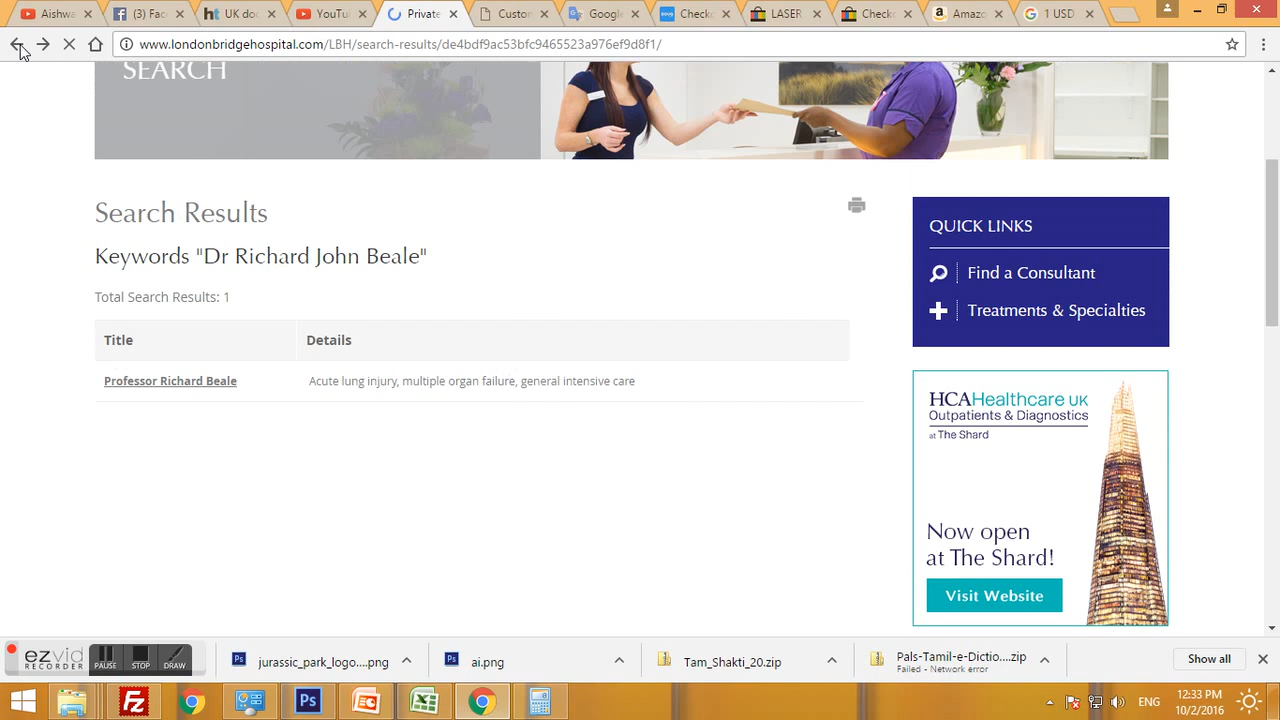 Aishwa
(3) Fac
UK doc
YouTu
Private
Custon
Google
Checko
LASER
Checko
Amazo
1 USD
www.londonbridgehospital.com/LBH/search-results/de4bdf9ac53bfc9465523a976ef9d8f1/
SEARCH
Search Results
Keywords "Dr Richard John Beale"
Total Search Results: 1
Title Details
Professor Richard Beale Acute lung injury, multiple organ failure, general intensive care
QUICK LINKS
Find a Consultant
Treatments & Specialties
HCAHealthcare UK
Outpatients & Diagnostics
at The Shard
Now open
at The Shard!
Visit Website
ezvid
RECORDER
PAUSE STOP DRAW
jurassic_park_logo....png
ai.png
Tam_Shakti_20.zip
Pals-Tamil-e-Dictio....zip
Failed - Network error
Show all
ENG
12:33 PM
10/2/2016